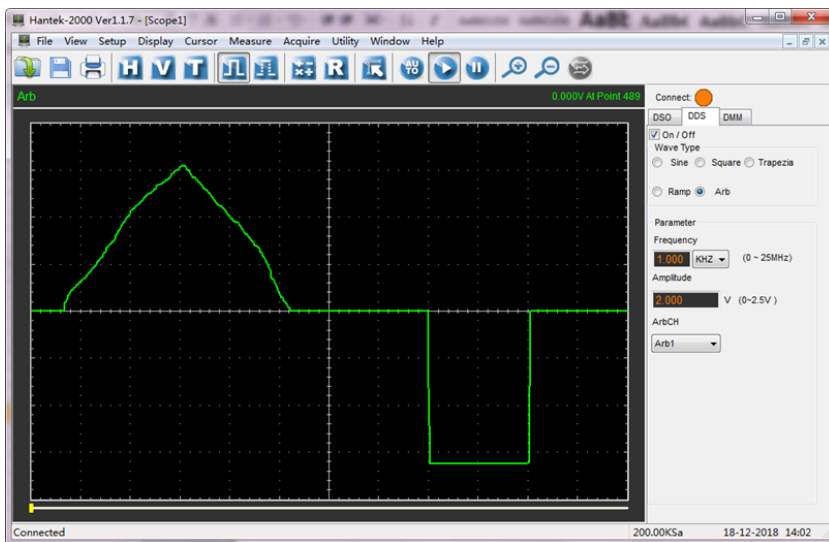 Hantek-2000 Ver1.1.7 - [Scope1]
File View Setup Display Cursor Measure Acquire Utility Window Help
H V T R AUTO
Arb 0.000V At Point 489
Connect:
DSO DDS DMM
On / Off
Wave Type
Sine Square Trapezia
Ramp Arb
Parameter
Frequency
1.000 KHZ (0 ~ 25MHz)
Amplitude
2.000 V (0~2.5V )
ArbCH
Arb1
Connected 200.00KSa 18-12-2018 14:02